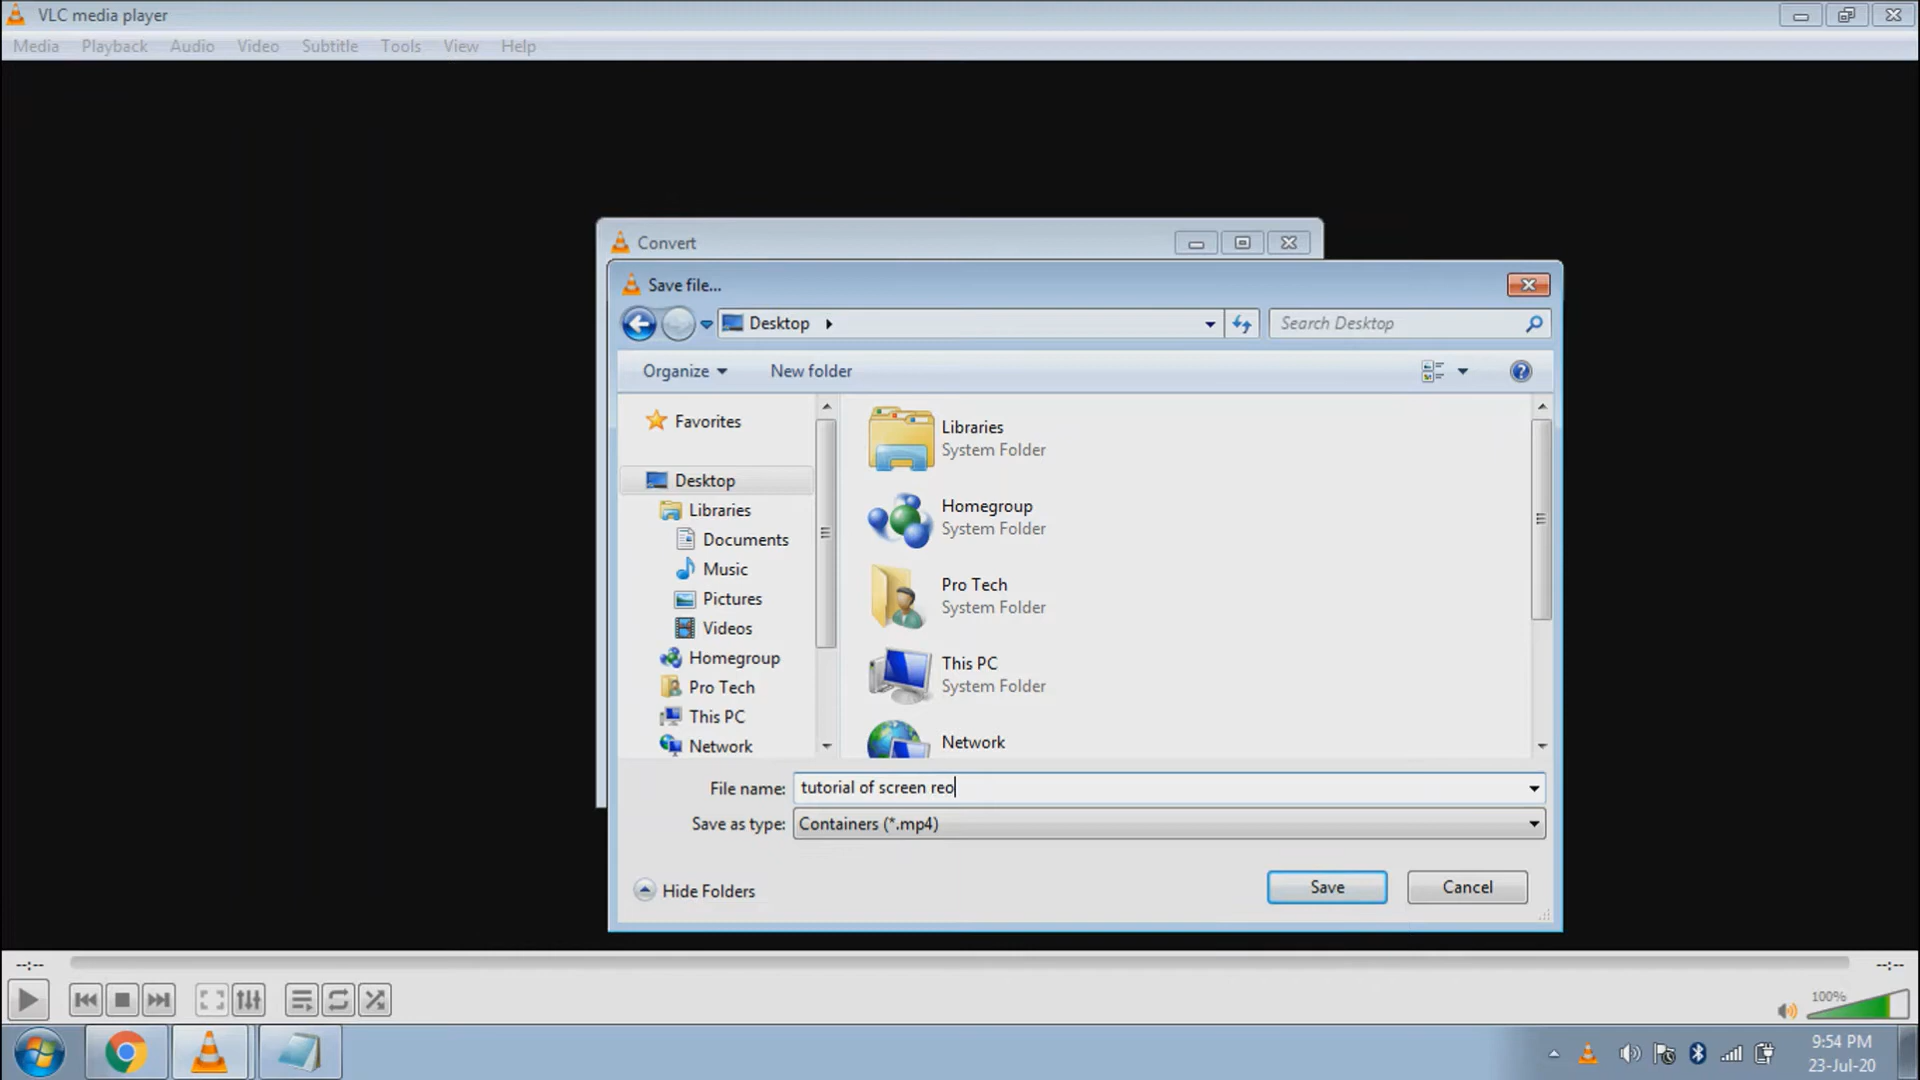 VLC media player
Media Playback Audio Video Subtitle Tools View Help
Convert
Save file...
Desktop
Search Desktop
Organize
New folder
Favorites
Desktop
Libraries
Documents
Music
Pictures
Videos
Homegroup
Pro Tech
This PC
Network
Libraries
System Folder
Homegroup
System Folder
Pro Tech
System Folder
This PC
System Folder
Network
File name: tutorial of screen reo
Save as type: Containers (*.mp4)
Hide Folders
Save
Cancel
--:--
--:--
100%
9:54 PM
23-Jul-20